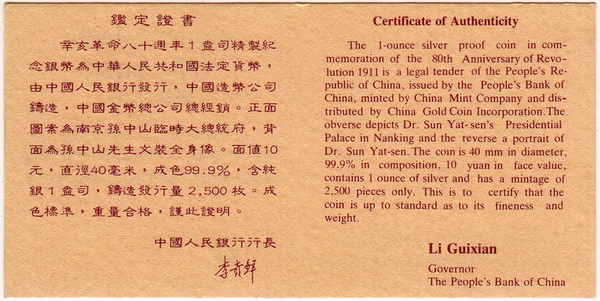 鑑定證書
辛亥革命八十週年1盎司精製紀
念銀幣為中華人民共和國法定貨幣，
由中國人民銀行發行，中國造幣公司
鑄造，中國金幣總公司總經銷。正面
圖案為南京孫中山臨時大總統府，背
面為孫中山先生文裝全身像。面值10
元，直徑40毫米，成色99.9%，含純
銀1盎司，鑄造發行量2,500枚。成
色標準，重量合格，謹此證明。
中國人民銀行行長
李貴鮮
Certificate of Authenticity
The 1-ounce silver proof coin in com-
memoration of the 80th Anniversary of Revo-
lution 1911 is a legal tender of the People's Re-
public of China, issued by the People's Bank of
China, minted by China Mint Company and dis-
tributed by China Gold Coin Incorporation.The
obverse depicts Dr. Sun Yat-sen's Presidential
Palace in Nanking and the reverse a portrait of
Dr. Sun Yat-sen. The coin is 40 mm in diameter,
99.9% in composition, 10 yuan in face value,
contains 1 ounce of silver and has a mintage of
2,500 pieces only. This is to certify that the
coin is up to standard as to its fineness and
weight.
Li Guixian
Governor
The People's Bank of China